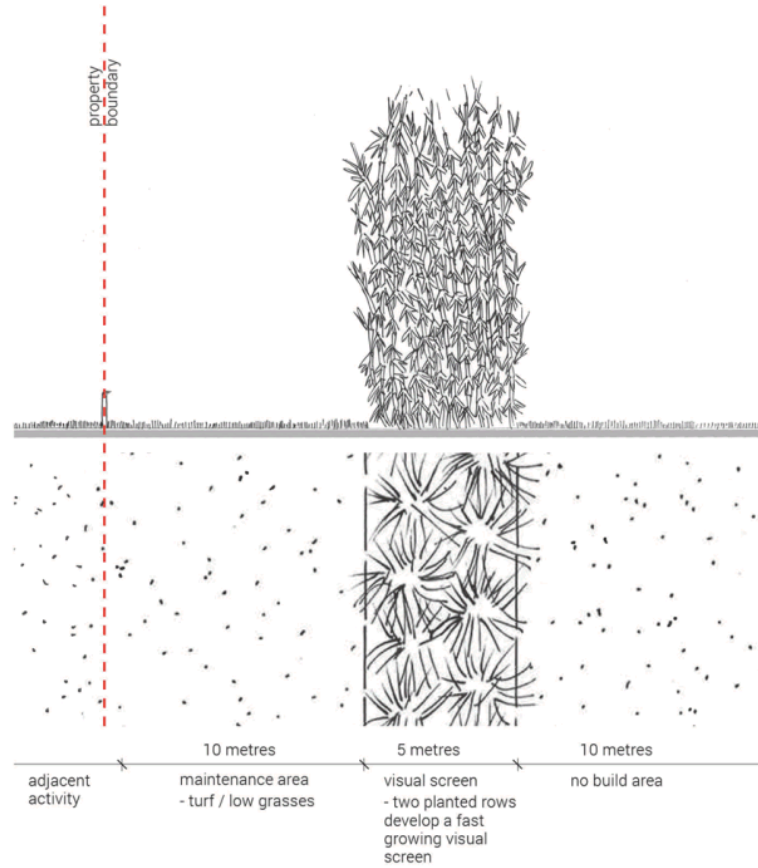 property
boundary
10 metres
5 metres
10 metres
adjacent
activity
maintenance area
- turf / low grasses
visual screen
- two planted rows
develop a fast
growing visual
screen
no build area